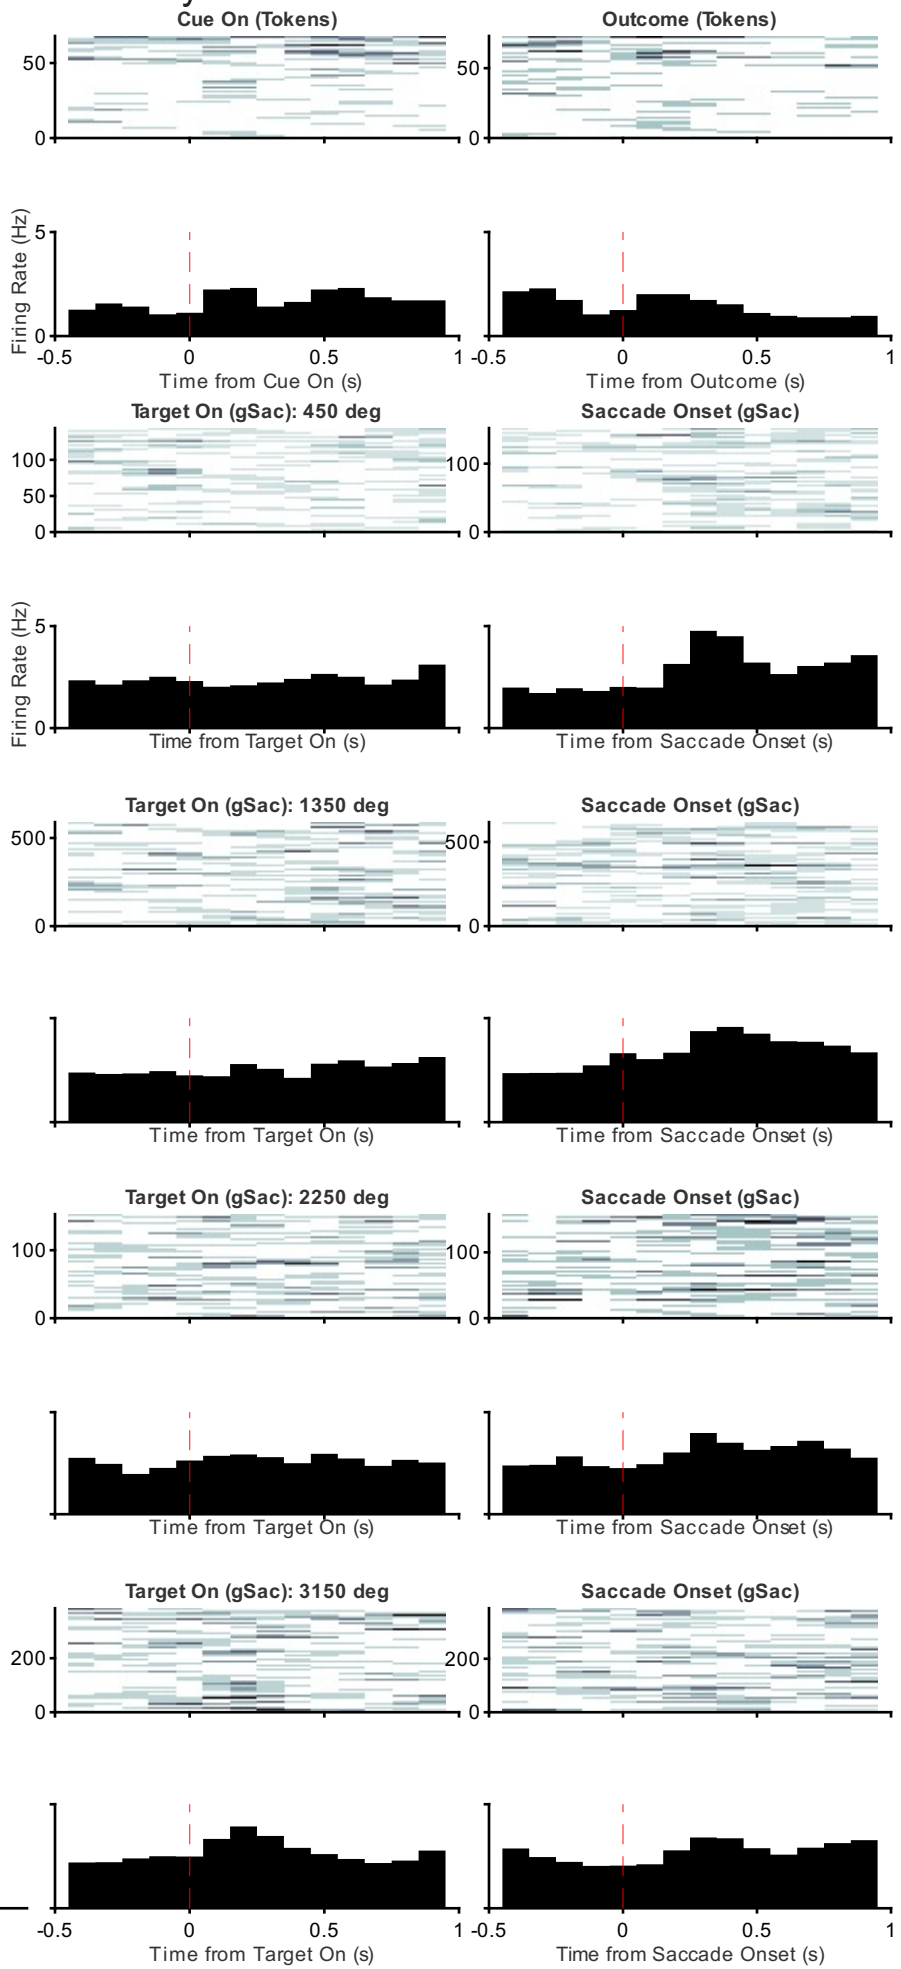 Cue On (Tokens)
Outcome (Tokens)
50
0
50
0
Firing Rate (Hz)
5
0
-0.5
0
0.5
1
-0.5
0
0.5
1
Time from Cue On (s)
Time from Outcome (s)
Target On (gSac): 450 deg
Saccade Onset (gSac)
100
50
0
100
0
Firing Rate (Hz)
5
0
Time from Target On (s)
Time from Saccade Onset (s)
Target On (gSac): 1350 deg
Saccade Onset (gSac)
500
0
500
0
Time from Target On (s)
Time from Saccade Onset (s)
Target On (gSac): 2250 deg
Saccade Onset (gSac)
100
0
100
0
Time from Target On (s)
Time from Saccade Onset (s)
Target On (gSac): 3150 deg
Saccade Onset (gSac)
200
0
200
0
-0.5
0
0.5
1
-0.5
0
0.5
1
Time from Target On (s)
Time from Saccade Onset (s)